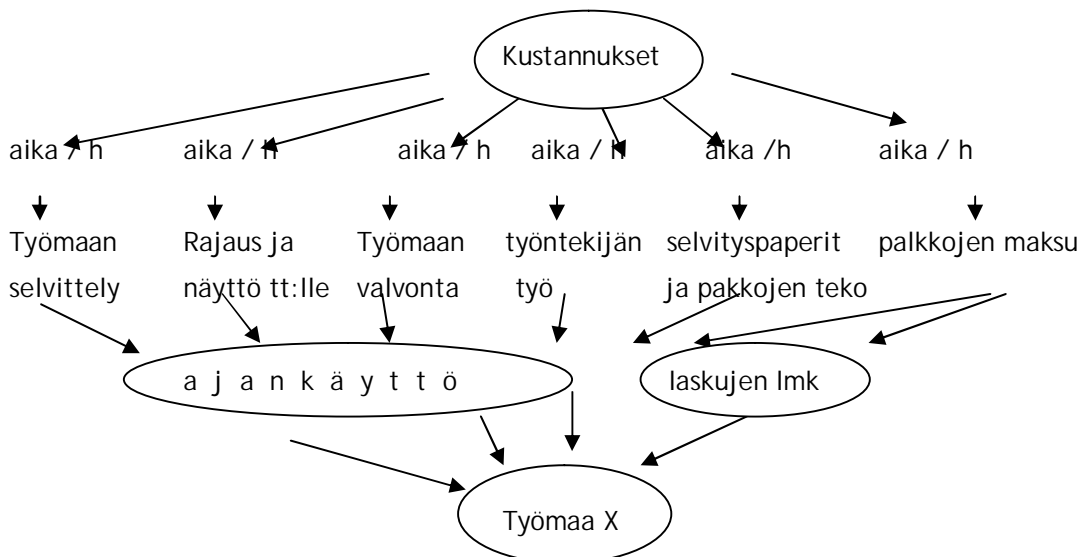 Kustannukset
aika / h aika / h aika / h aika / h aika /h aika / h
Työmaan Rajaus ja Työmaan työntekijän selvityspaperit palkkojen maksu
selvittely näyttö tt:lle valvonta työ ja pakkojen teko
a j a n k ä y t t ö laskujen lmk
Työmaa X